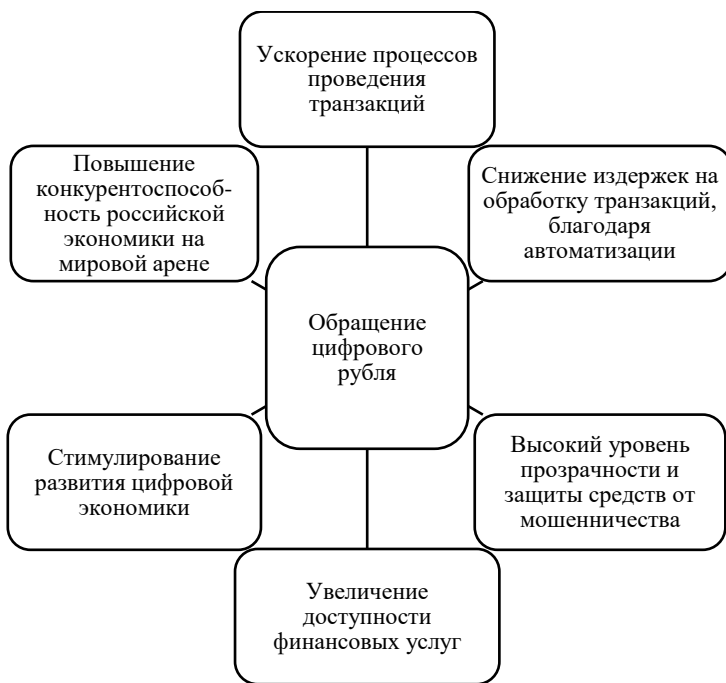 Ускорение процессов
проведения
транзакций
Повышение
конкурентоспособ-
ность российской
экономики на
мировой арене
Снижение издержек на
обработку транзакций,
благодаря
автоматизации
Обращение
цифрового
рубля
Стимулирование
развития цифровой
экономики
Высокий уровень
прозрачности и
защиты средств от
мошенничества
Увеличение
доступности
финансовых услуг